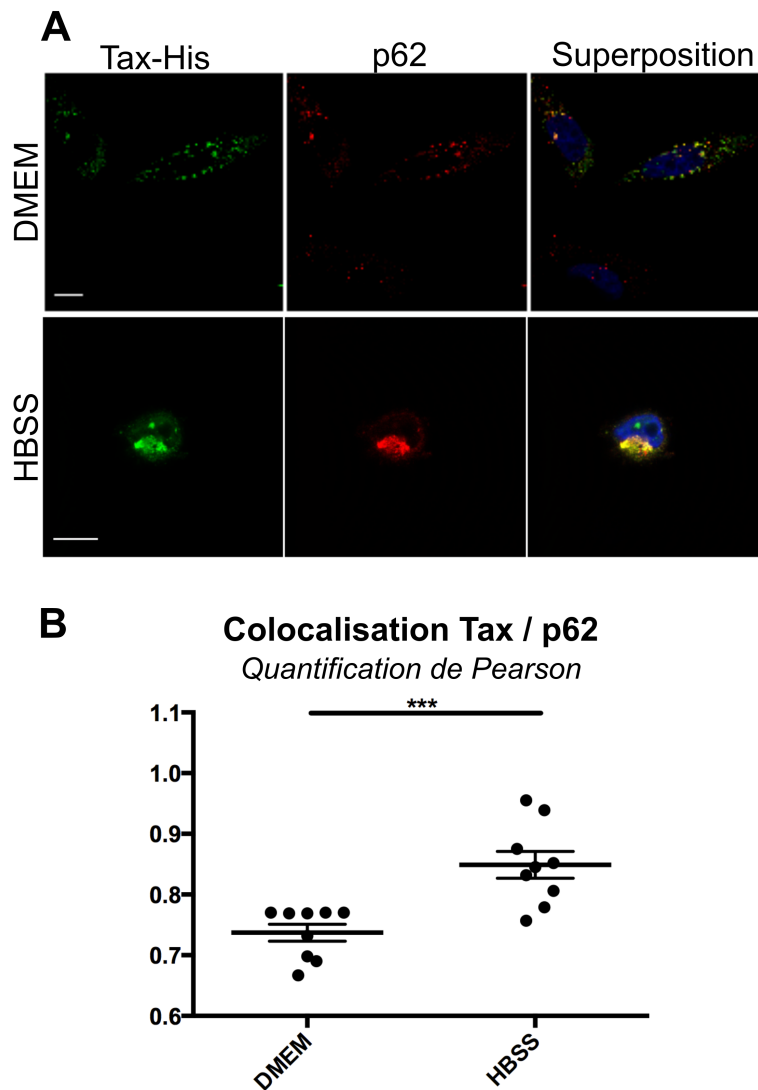 A
Tax-His p62 Superposition
DMEM
HBSS
B
Colocalisation Tax / p62
Quantification de Pearson
***
1.1
1.0
0.9
0.8
0.7
0.6
DMEM HBSS